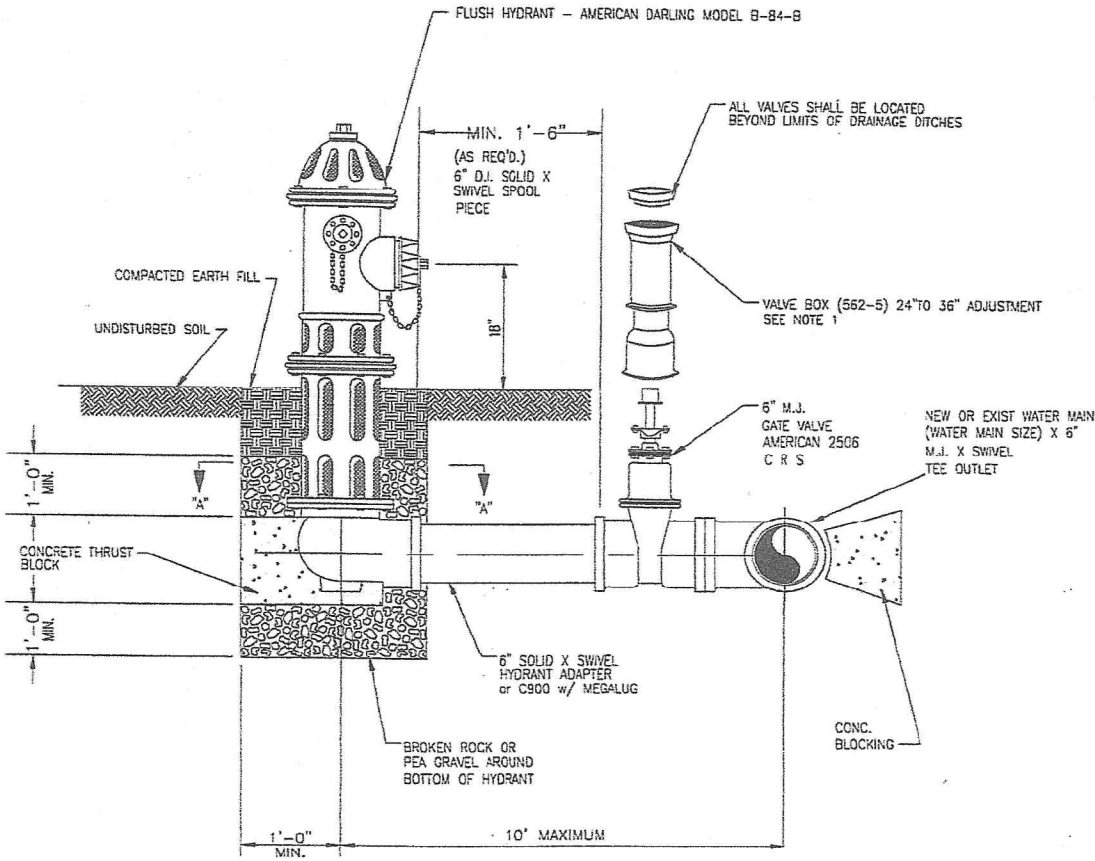 FLUSH HYDRANT - AMERICAN DARLING MODEL B-84-B
ALL VALVES SHALL BE LOCATED
BEYOND LIMITS OF DRAINAGE DITCHES
MIN. 1'-6"
(AS REQ'D.)
6" D.I. SOLID X
SWIVEL SPOOL
PIECE
COMPACTED EARTH FILL
UNDISTURBED SOIL
18"
VALVE BOX (562-5) 24"TO 36" ADJUSTMENT
SEE NOTE 1
6" M.J.
GATE VALVE
AMERICAN 2506
C R S
NEW OR EXIST WATER MAIN
(WATER MAIN SIZE) X 6"
M.J. X SWIVEL
TEE OUTLET
1'-0"
MIN.
"A"
"A"
CONCRETE THRUST
BLOCK
1'-0"
MIN.
6" SOLID X SWIVEL
HYDRANT ADAPTER
or C900 w/ MEGALUG
CONC.
BLOCKING
BROKEN ROCK OR
PEA GRAVEL AROUND
BOTTOM OF HYDRANT
1'-0"
MIN.
10' MAXIMUM